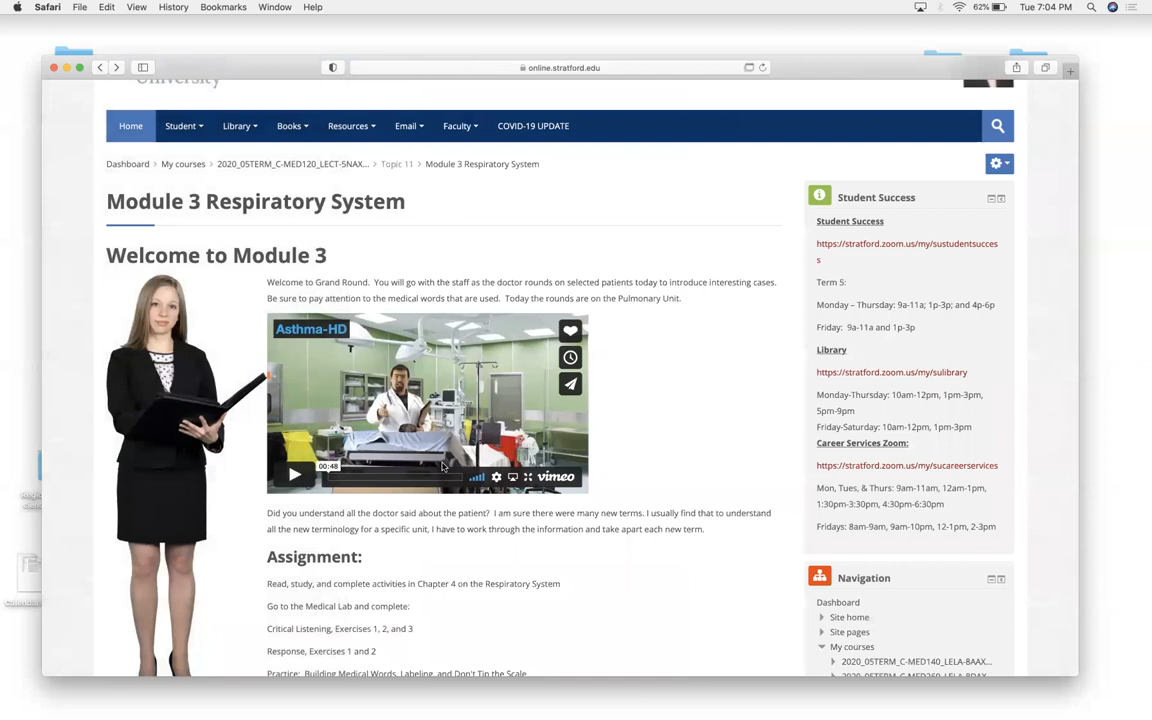 Safari File Edit View History Bookmarks Window Help 62% Tue 7:04 PM
online.stratford.edu
University
Home Student Library Books Resources Email Faculty COVID-19 UPDATE
Dashboard My courses 2020_05TERM_C-MED120_LECT-5NAX... Topic 11 Module 3 Respiratory System
Module 3 Respiratory System
Welcome to Module 3
Welcome to Grand Round. You will go with the staff as the doctor rounds on selected patients today to introduce interesting cases.
Be sure to pay attention to the medical words that are used. Today the rounds are on the Pulmonary Unit.
Asthma-HD
00:48
vimeo
Did you understand all the doctor said about the patient? I am sure there were many new terms. I usually find that to understand
all the new terminology for a specific unit, I have to work through the information and take apart each new term.
Assignment:
Read, study, and complete activities in Chapter 4 on the Respiratory System
Go to the Medical Lab and complete:
Critical Listening, Exercises 1, 2, and 3
Response, Exercises 1 and 2
Practice: Building Medical Words, Labeling, and Don't Tip the Scale
Student Success
Student Success
https://stratford.zoom.us/my/sustudentsucces
s
Term 5:
Monday – Thursday: 9a-11a; 1p-3p; and 4p-6p
Friday: 9a-11a and 1p-3p
Library
https://stratford.zoom.us/my/sulibrary
Monday-Thursday: 10am-12pm, 1pm-3pm,
5pm-9pm
Friday-Saturday: 10am-12pm, 1pm-3pm
Career Services Zoom:
https://stratford.zoom.us/my/sucareerservices
Mon, Tues, & Thurs: 9am-11am, 12am-1pm,
1:30pm-3:30pm, 4:30pm-6:30pm
Fridays: 8am-9am, 9am-10pm, 12-1pm, 2-3pm
Navigation
Dashboard
Site home
Site pages
My courses
2020_05TERM_C-MED140_LELA-8AAX...